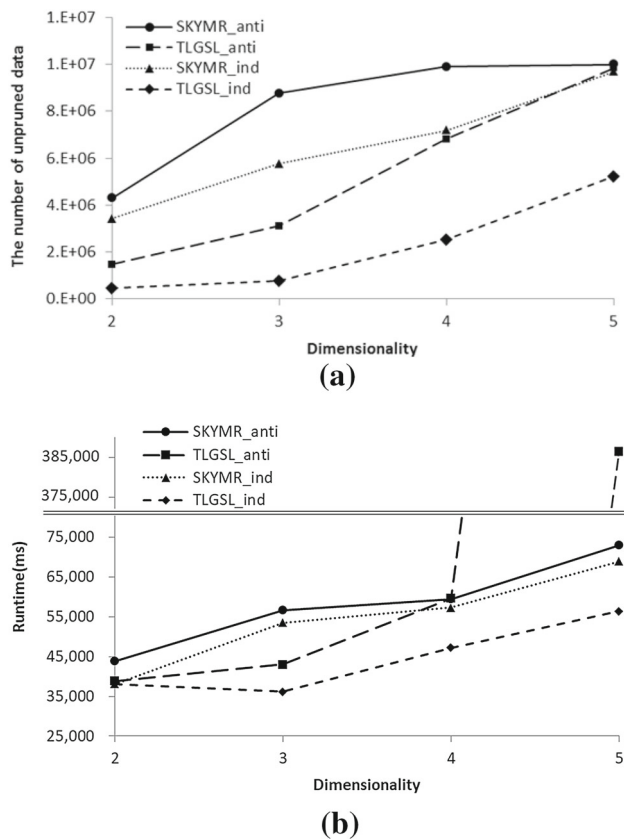 1.E+07
1.E+07
8.E+06
6.E+06
4.E+06
2.E+06
0.E+00
The number of unpruned data
SKYMR_anti
TLGSL_anti
SKYMR_ind
TLGSL_ind
2 3 4 5
Dimensionality
(a)
SKYMR_anti
TLGSL_anti
SKYMR_ind
TLGSL_ind
385,000
375,000
75,000
65,000
55,000
45,000
35,000
25,000
Runtime(ms)
2 3 4 5
Dimensionality
(b)